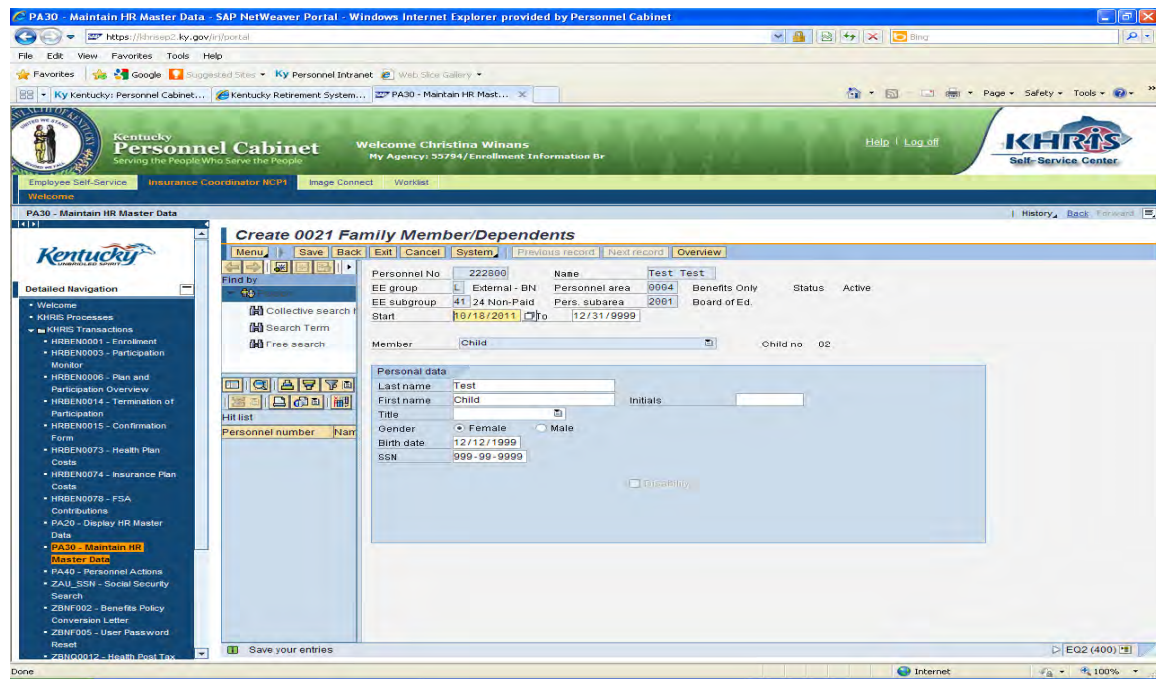 PA30 - Maintain HR Master Data - SAP NetWeaver Portal - Windows Internet Explorer provided by Personnel Cabinet
https://khrisep2.ky.gov/irj/portal
Bing
File Edit View Favorites Tools Help
Favorites Google Suggested Sites Ky Personnel Intranet Web Slice Gallery
Ky Kentucky: Personnel Cabinet... Kentucky Retirement System... PA30 - Maintain HR Mast... Page Safety Tools
Kentucky
Personnel Cabinet
Serving the People Who Serve the People
Welcome Christina Winans
My Agency: 55794/Enrollment Information Br
Help | Log off
KHRIS
Self-Service Center
Employee Self-Service Insurance Coordinator NCP1 Image Connect Worklist
Welcome
PA30 - Maintain HR Master Data
History Back Forward
Kentucky
UNBRIDLED SPIRIT
Detailed Navigation
Welcome
KHRIS Processes
KHRIS Transactions
HRBEN0001 - Enrollment
HRBEN0003 - Participation
Monitor
HRBEN0006 - Plan and
Participation Overview
HRBEN0014 - Termination of
Participation
HRBEN0015 - Confirmation
Form
HRBEN0073 - Health Plan
Costs
HRBEN0074 - Insurance Plan
Costs
HRBEN0078 - FSA
Contributions
PA20 - Display HR Master
Data
PA30 - Maintain HR
Master Data
PA40 - Personnel Actions
ZAU_SSN - Social Security
Search
ZBNF002 - Benefits Policy
Conversion Letter
ZBNF005 - User Password
Reset
ZBNQ0012 - Health Post Tax
Create 0021 Family Member/Dependents
Menu Save Back Exit Cancel System Previous record Next record Overview
Find by
Collective search
Search Term
Free search
Hit list
Personnel number Nam
Personnel No 222800 Name Test Test
EE group L External - BN Personnel area 0004 Benefits Only Status Active
EE subgroup 41 24 Non-Paid Pers. subarea 2001 Board of Ed.
Start 10/18/2011 To 12/31/9999
Member Child Child no 02
Personal data
Last name Test
First name Child Initials
Title
Gender Female Male
Birth date 12/12/1999
SSN 999-99-9999
Disability
Save your entries
EQ2 (400)
Done Internet 100%